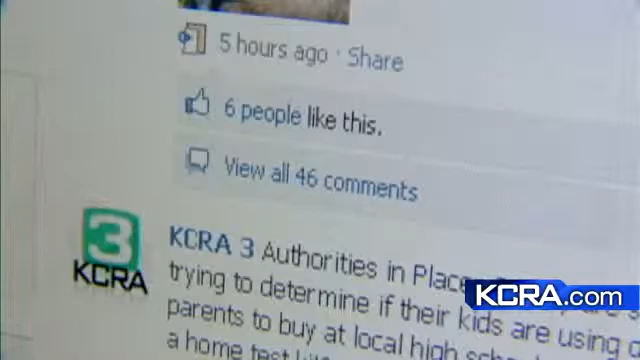 5 hours ago · Share
6 people like this.
View all 46 comments
3
KCRA
KCRA 3 Authorities in Place
trying to determine if their kids are using
parents to buy at local high
a home test
KCRA.com